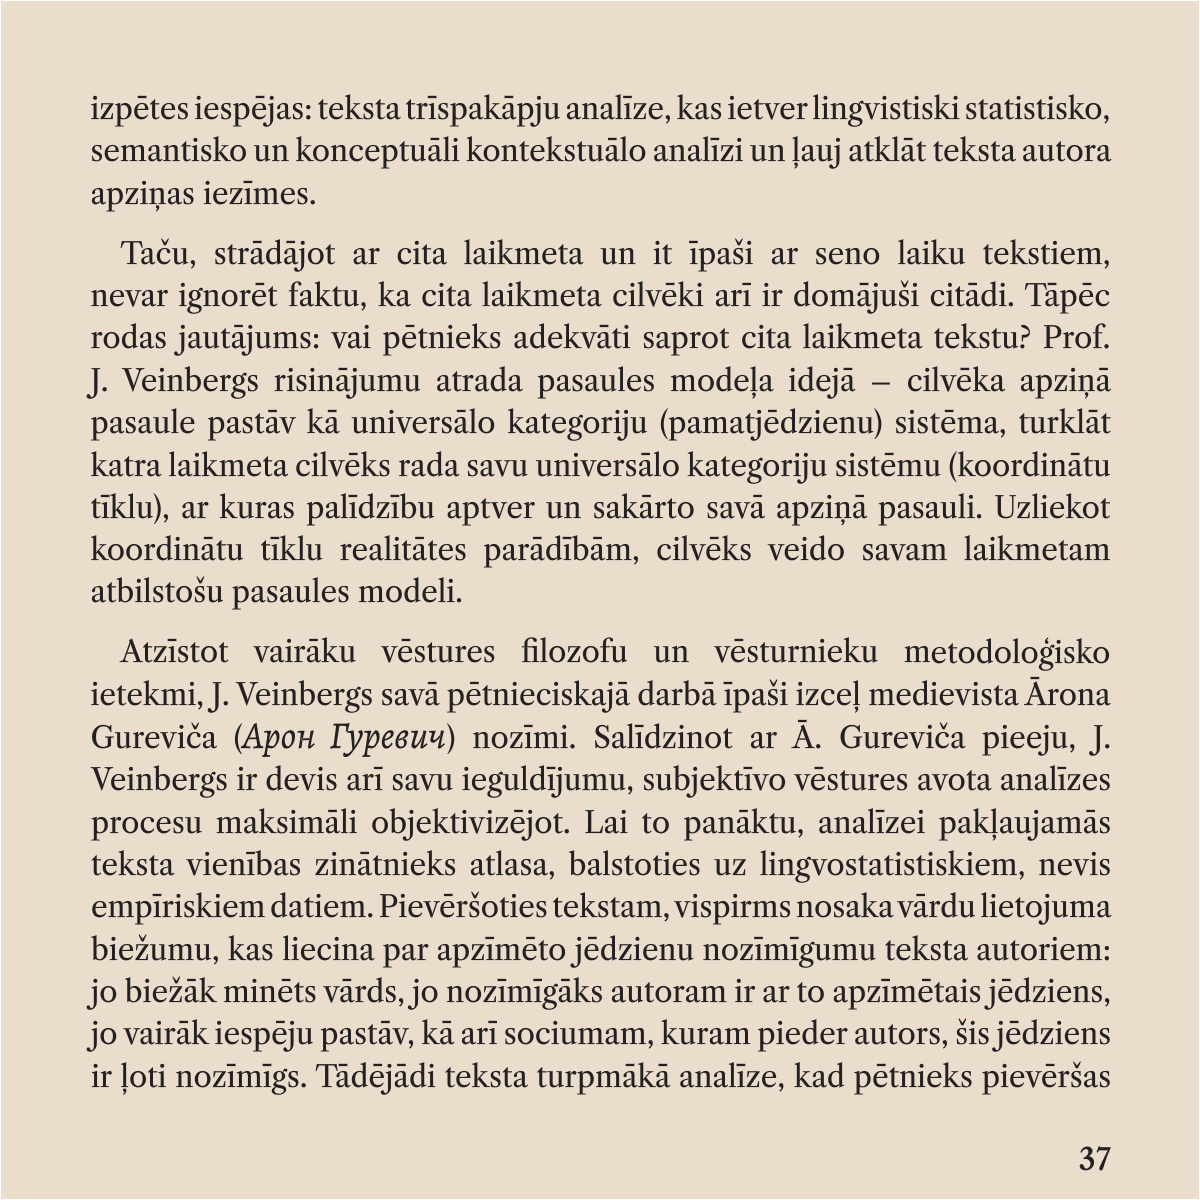 izpētes iespējas: teksta trīspakāpju analīze, kas ietver lingvistiski statistisko,
semantisko un konceptuāli kontekstuālo analīzi un ļauj atklāt teksta autora
apziņas iezīmes.
Taču, strādājot ar cita laikmeta un it īpaši ar seno laiku tekstiem,
nevar ignorēt faktu, ka cita laikmeta cilvēki arī ir domājuši citādi. Tāpēc
rodas jautājums: vai pētnieks adekvāti saprot cita laikmeta tekstu? Prof.
J. Veinbergs risinājumu atrada pasaules modeļa idejā – cilvēka apziņā
pasaule pastāv kā universālo kategoriju (pamatjēdzienu) sistēma, turklāt
katra laikmeta cilvēks rada savu universālo kategoriju sistēmu (koordinātu
tīklu), ar kuras palīdzību aptver un sakārto savā apziņā pasauli. Uzliekot
koordinātu tīklu realitātes parādībām, cilvēks veido savam laikmetam
atbilstošu pasaules modeli.
Atzīstot vairāku vēstures filozofu un vēsturnieku metodoloģisko
ietekmi, J. Veinbergs savā pētnieciskajā darbā īpaši izceļ medievista Ārona
Gureviča (Арон Гуревич) nozīmi. Salīdzinot ar Ā. Gureviča pieeju, J.
Veinbergs ir devis arī savu ieguldījumu, subjektīvo vēstures avota analīzes
procesu maksimāli objektivizējot. Lai to panāktu, analīzei pakļaujamās
teksta vienības zinātnieks atlasa, balstoties uz lingvostatistiskiem, nevis
empīriskiem datiem. Pievēršoties tekstam, vispirms nosaka vārdu lietojuma
biežumu, kas liecina par apzīmēto jēdzienu nozīmīgumu teksta autoriem:
jo biežāk minēts vārds, jo nozīmīgāks autoram ir ar to apzīmētais jēdziens,
jo vairāk iespēju pastāv, kā arī sociumam, kuram pieder autors, šis jēdziens
ir ļoti nozīmīgs. Tādējādi teksta turpmākā analīze, kad pētnieks pievēršas
37